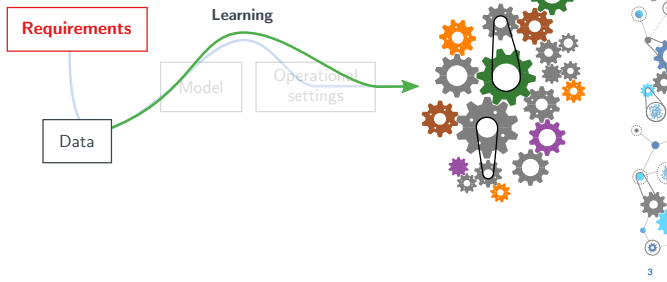 Learning
Requirements
Model
Operational
settings
Data
3